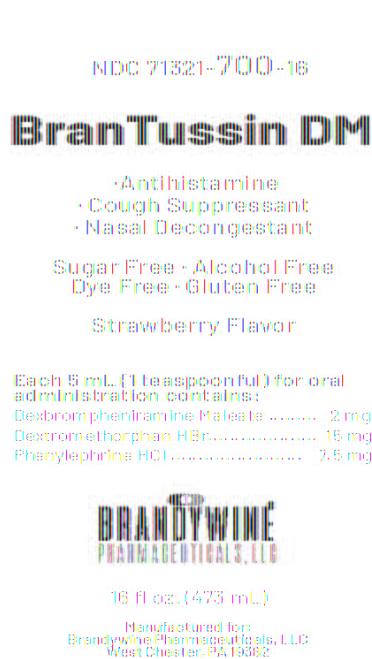 NDC 71321-700-16
BranTussin DM
·Antihistamine
· Cough Suppressant
· Nasal Decongestant
Sugar Free · Alcohol Free
Dye Free · Gluten Free
Strawberry Flavor
Each 5 mL (1 teaspoonful) for oral
administration contains:
Dexbrompheniramine Maleate ......... 2 mg
Dextromethorphan HBr..................... 15 mg
Phenylephrine HCl.......................... 7.5 mg
BRANDYWINE
PHARMACEUTICALS, LLC
16 fl oz. (473 mL)
Manufactured for:
Brandywine Pharmaceuticals, LLC
West Chester, PA 19382